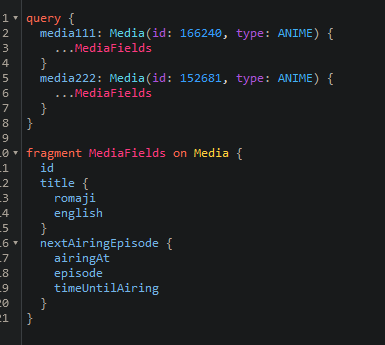 1 query {
2 media111: Media(id: 166240, type: ANIME) {
3 ...MediaFields
4 }
5 media222: Media(id: 152681, type: ANIME) {
6 ...MediaFields
7 }
8 }
9
10 fragment MediaFields on Media {
11 id
12 title {
13 romaji
14 english
15 }
16 nextAiringEpisode {
17 airingAt
18 episode
19 timeUntilAiring
20 }
21 }